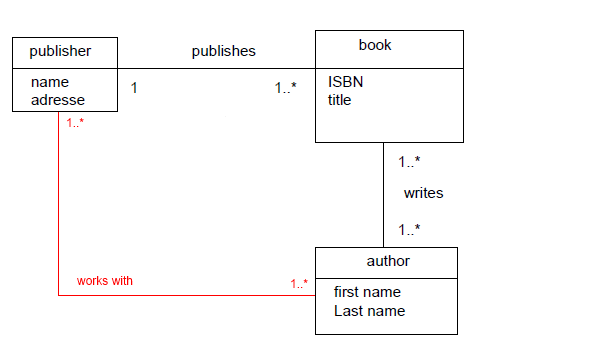 publisher
publishes
book
name
adresse
1
1..*
ISBN
title
1..*
1..*
writes
1..*
author
works with
1..*
first name
Last name